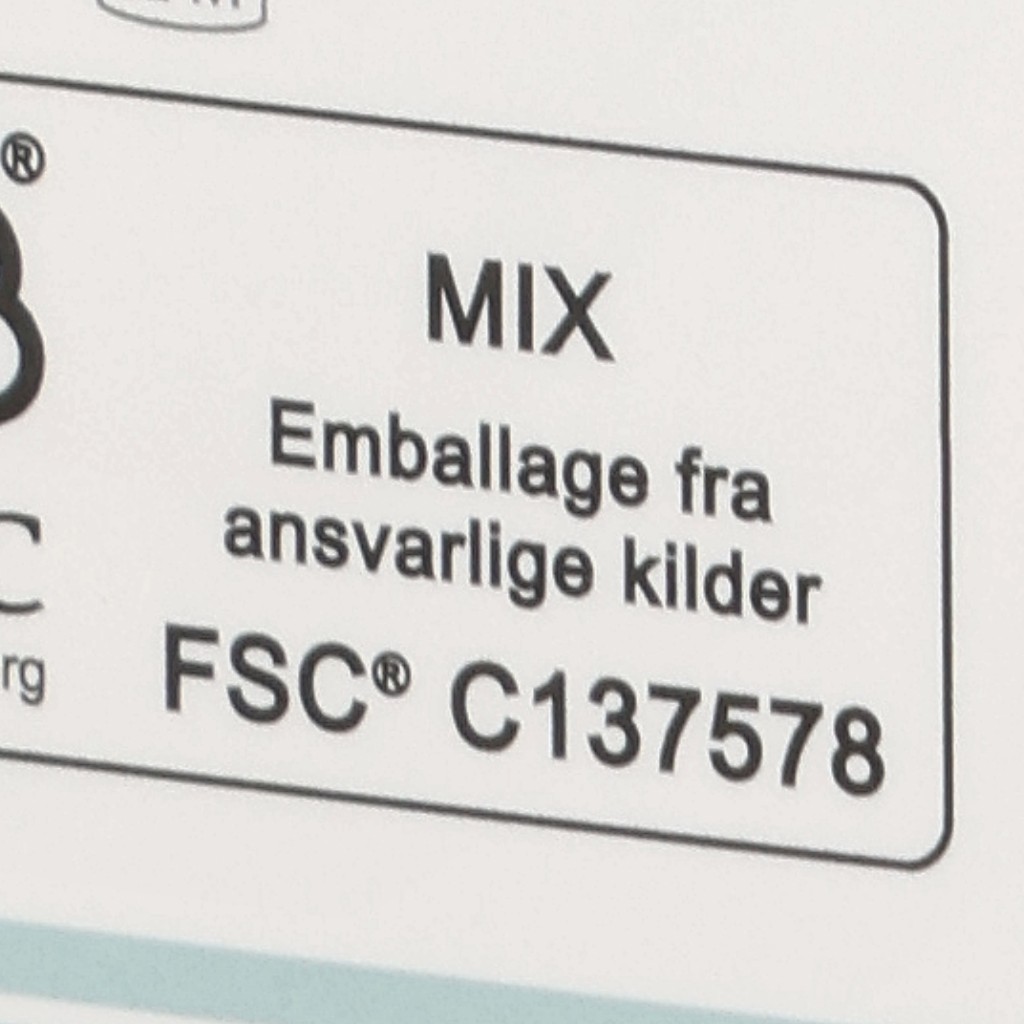 ®
MIX
Emballage fra
ansvarlige kilder
FSC® C137578